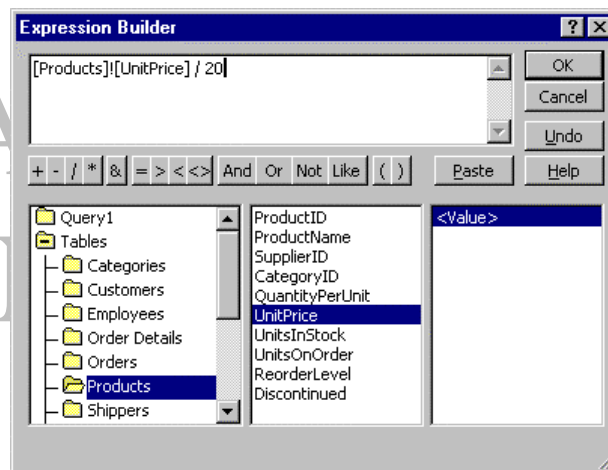 Expression Builder
[Products]![UnitPrice] / 20
OK
Cancel
Undo
+ - / * & = > < <> And Or Not Like ( ) Paste Help
Query1
Tables
Categories
Customers
Employees
Order Details
Orders
Products
Shippers
ProductID
ProductName
SupplierID
CategoryID
QuantityPerUnit
UnitPrice
UnitsInStock
UnitsOnOrder
ReorderLevel
Discontinued
<Value>